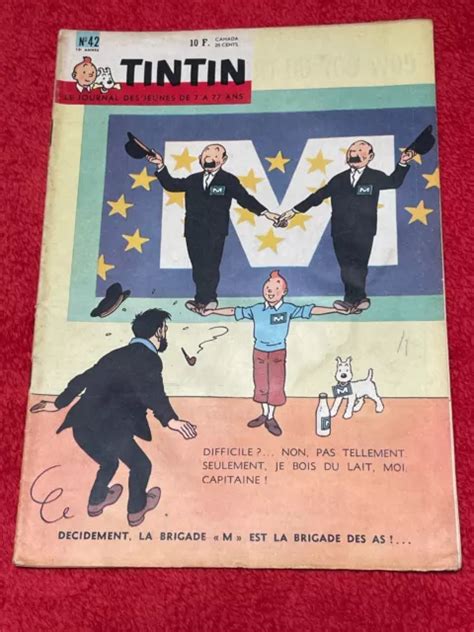 N°42
10 F. CANADA
20 CENTS.
TINTIN
LE JOURNAL DES JEUNES DE 7 A 77 ANS
M
M
M
M
DIFFICILE ?... NON, PAS TELLEMENT
SEULEMENT, JE BOIS DU LAIT, MOI
CAPITAINE !
DECIDEMENT, LA BRIGADE « M » EST LA BRIGADE DES AS !...